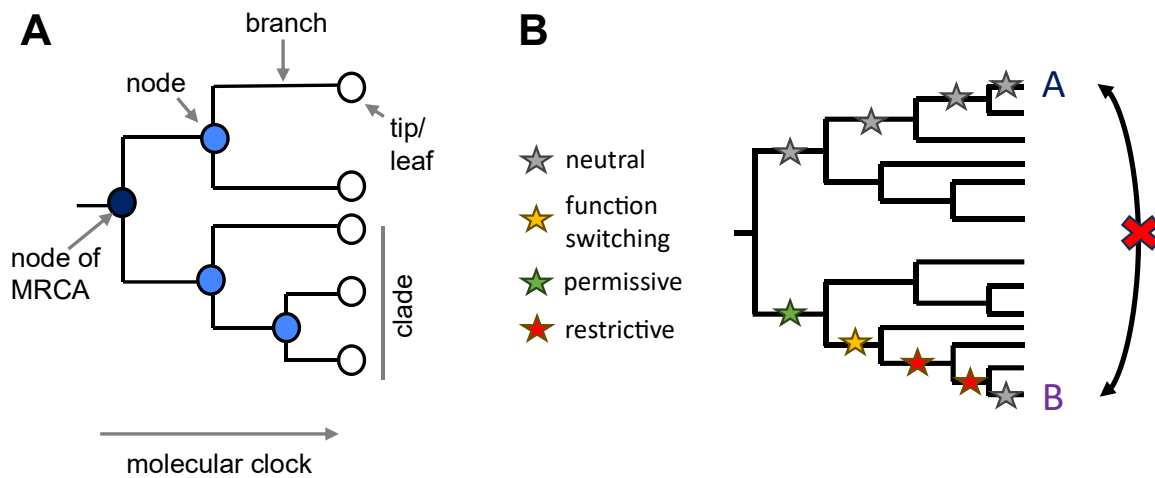 A
branch
node
tip/
leaf
node of
MRCA
clade
molecular clock
B
neutral
function
switching
permissive
restrictive
A
B